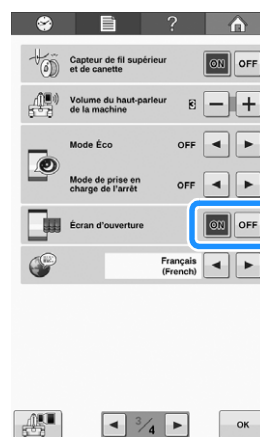 ?
Capteur de fil supérieur
et de canette
ON OFF
Volume du haut-parleur
de la machine
3 − +
Mode Éco OFF
Mode de prise en
charge de l'arrêt OFF
Écran d'ouverture ON OFF
Français
(French)
3/4
OK